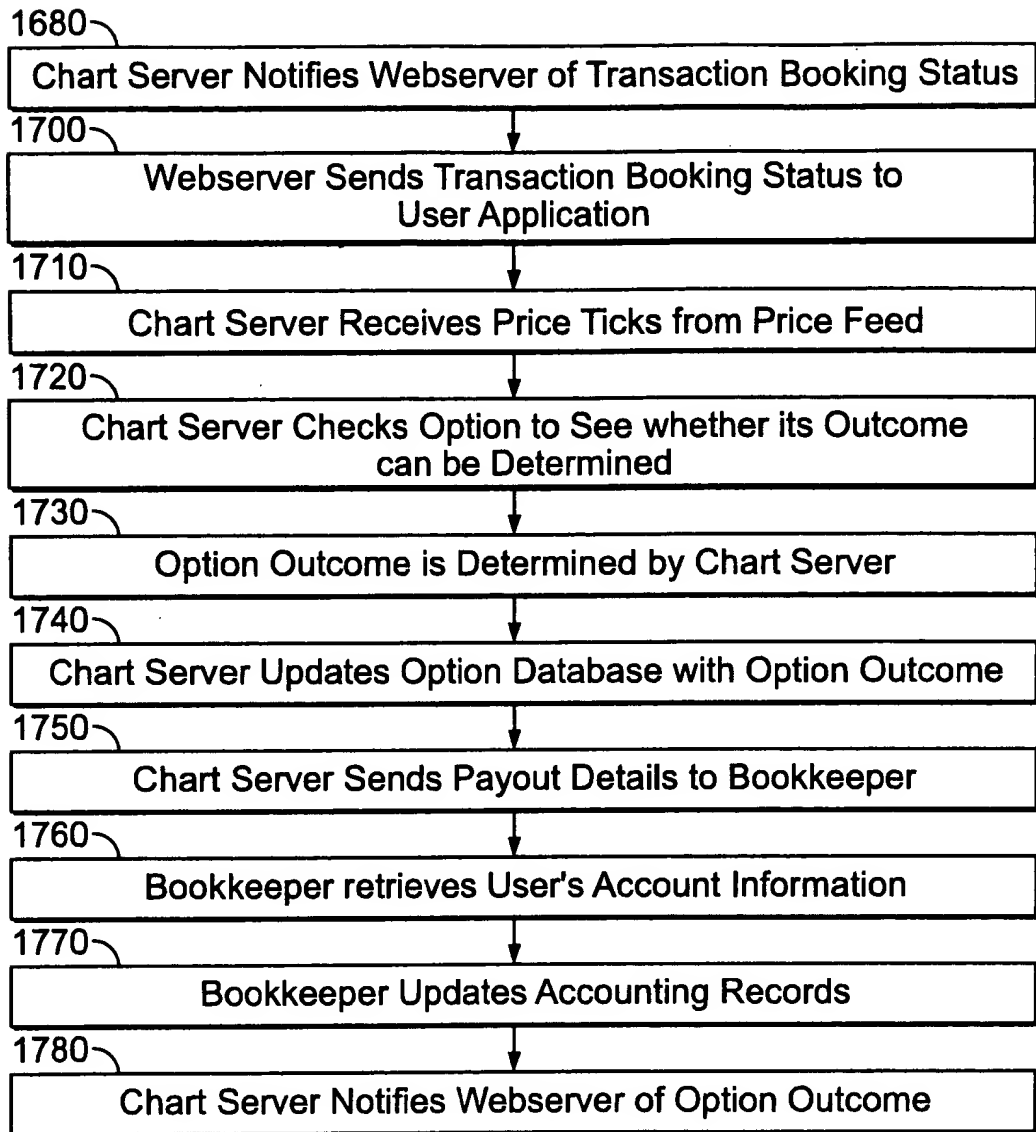 1680
Chart Server Notifies Webserver of Transaction Booking Status
1700
Webserver Sends Transaction Booking Status to
User Application
1710
Chart Server Receives Price Ticks from Price Feed
1720
Chart Server Checks Option to See whether its Outcome
can be Determined
1730
Option Outcome is Determined by Chart Server
1740
Chart Server Updates Option Database with Option Outcome
1750
Chart Server Sends Payout Details to Bookkeeper
1760
Bookkeeper retrieves User's Account Information
1770
Bookkeeper Updates Accounting Records
1780
Chart Server Notifies Webserver of Option Outcome